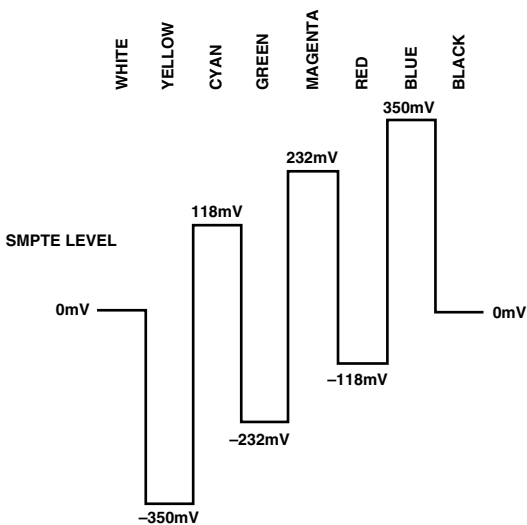 WHITE
YELLOW
CYAN
GREEN
MAGENTA
RED
BLUE
BLACK
350mV
232mV
118mV
SMPTE LEVEL
0mV
0mV
–118mV
–232mV
–350mV